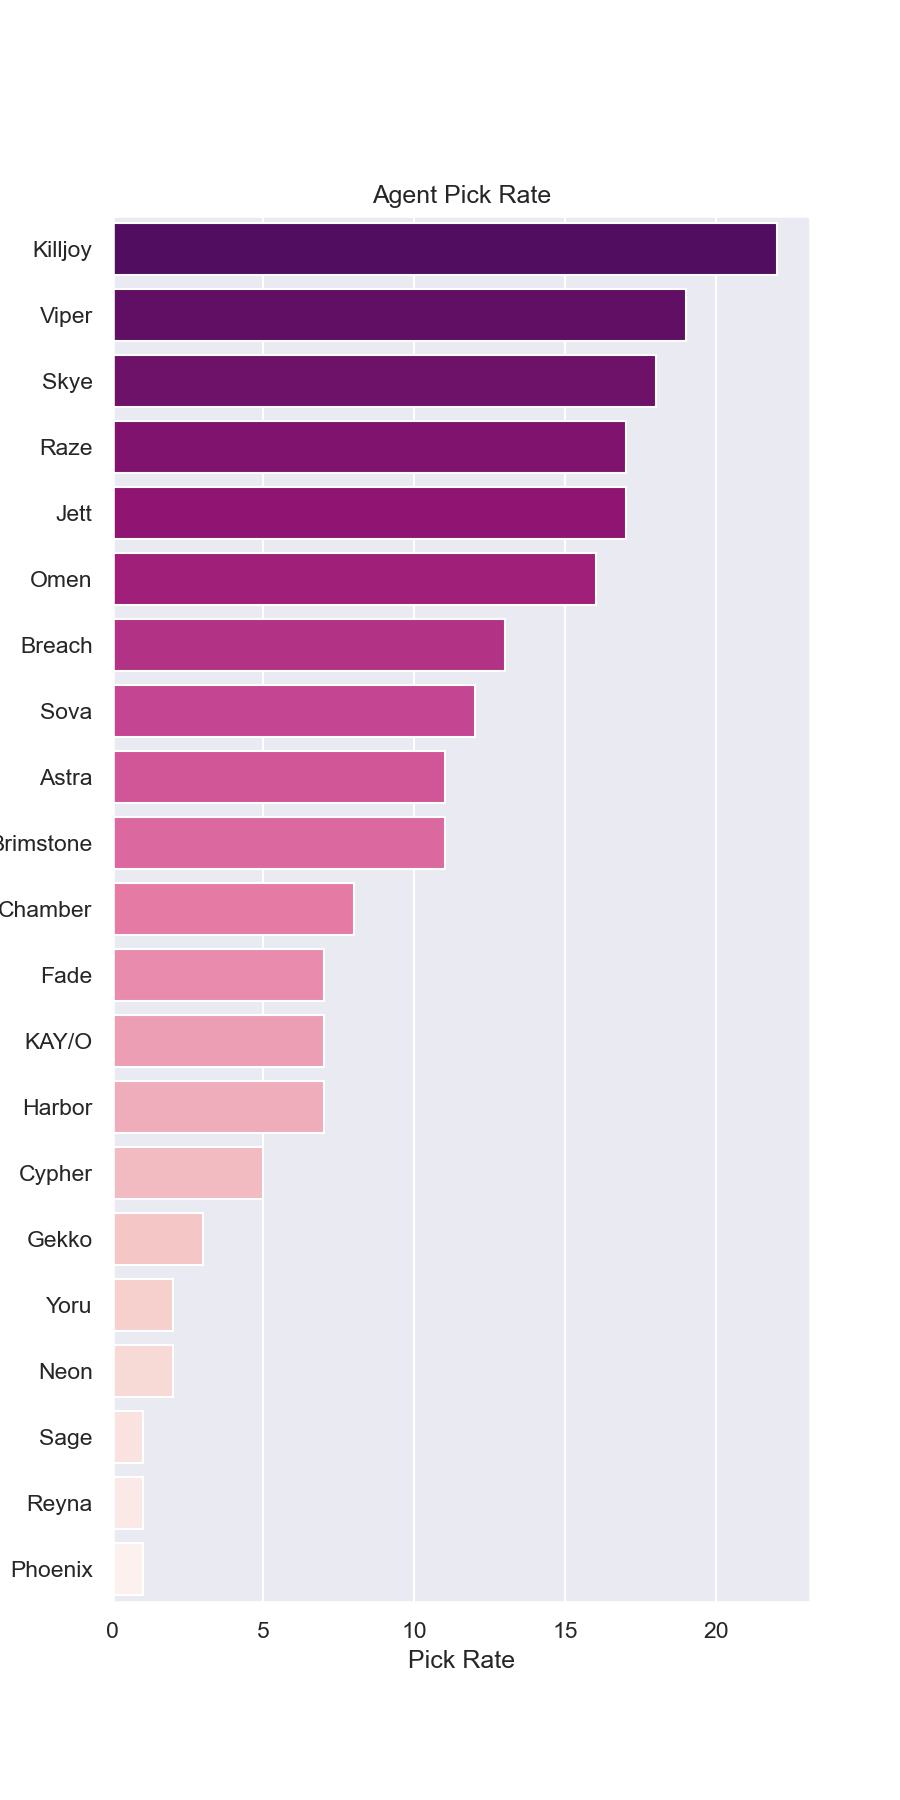 Agent Pick Rate
Killjoy
Viper
Skye
Raze
Jett
Omen
Breach
Sova
Astra
Brimstone
Chamber
Fade
KAY/O
Harbor
Cypher
Gekko
Yoru
Neon
Sage
Reyna
Phoenix
0 5 10 15 20
Pick Rate